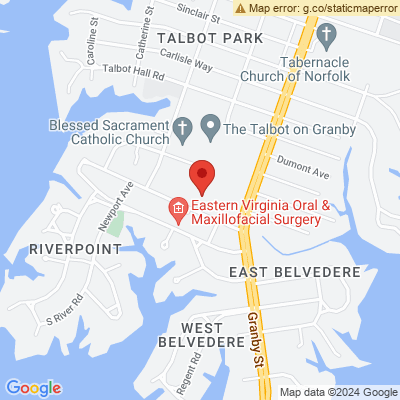 Map error: g.co/staticmaperror
Sinclair St
Caroline St
Catherine St
TALBOT PARK
Carlisle Way
Tabernacle
Church of Norfolk
Talbot Hall Rd
Blessed Sacrament
Catholic Church
The Talbot on Granby
Dumont Ave
Newport Ave
Eastern Virginia Oral &
Maxillofacial Surgery
RIVERPOINT
EAST BELVEDERE
S River Rd
WEST
BELVEDERE
Granby St
Regent Rd
Google
Map data ©2024 Google